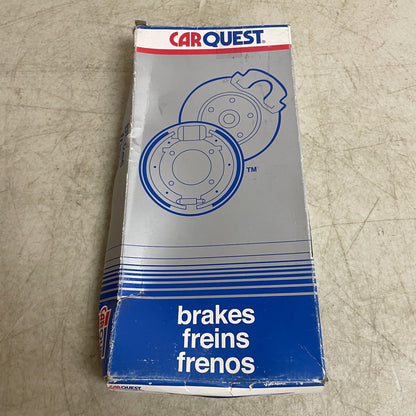 CARQUEST®
TM
brakes
freins
frenos
CARQUEST